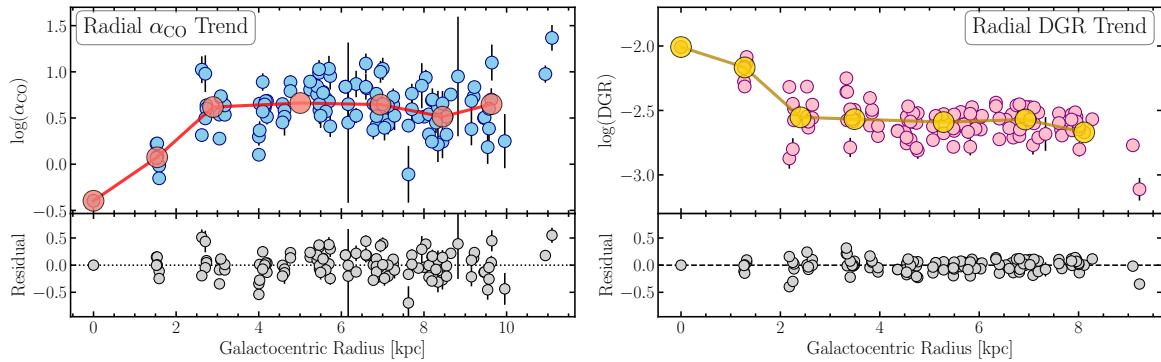 Radial α_CO Trend
log(α_CO)
1.5
1.0
0.5
0.0
−0.5
Residual
0.5
0.0
−0.5
0 2 4 6 8 10
Galactocentric Radius [kpc]
Radial DGR Trend
log(DGR)
−2.0
−2.5
−3.0
Residual
0.5
0.0
−0.5
0 2 4 6 8
Galactocentric Radius [kpc]